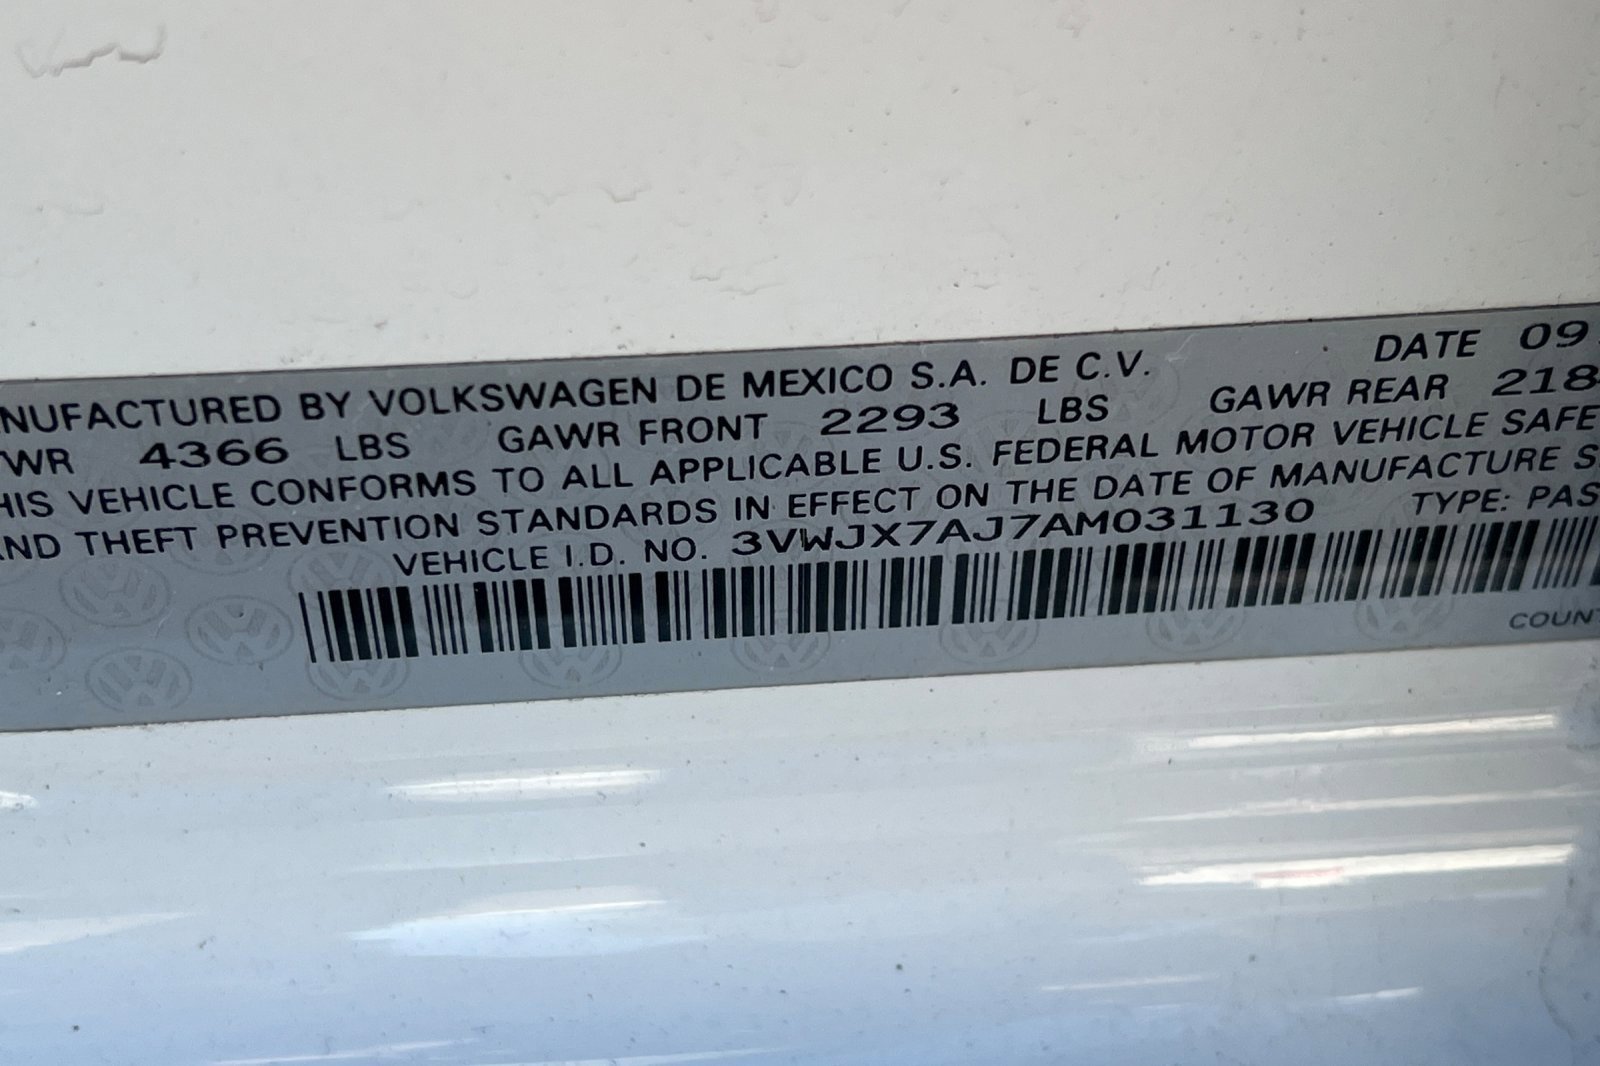 NUFACTURED BY VOLKSWAGEN DE MEXICO S.A. DE C.V. DATE 09
WR 4366 LBS GAWR FRONT 2293 LBS GAWR REAR 218
HIS VEHICLE CONFORMS TO ALL APPLICABLE U.S. FEDERAL MOTOR VEHICLE SAFE
ND THEFT PREVENTION STANDARDS IN EFFECT ON THE DATE OF MANUFACTURE S
VEHICLE I.D. NO. 3VWJX7AJ7AM031130 TYPE: PAS
COUN